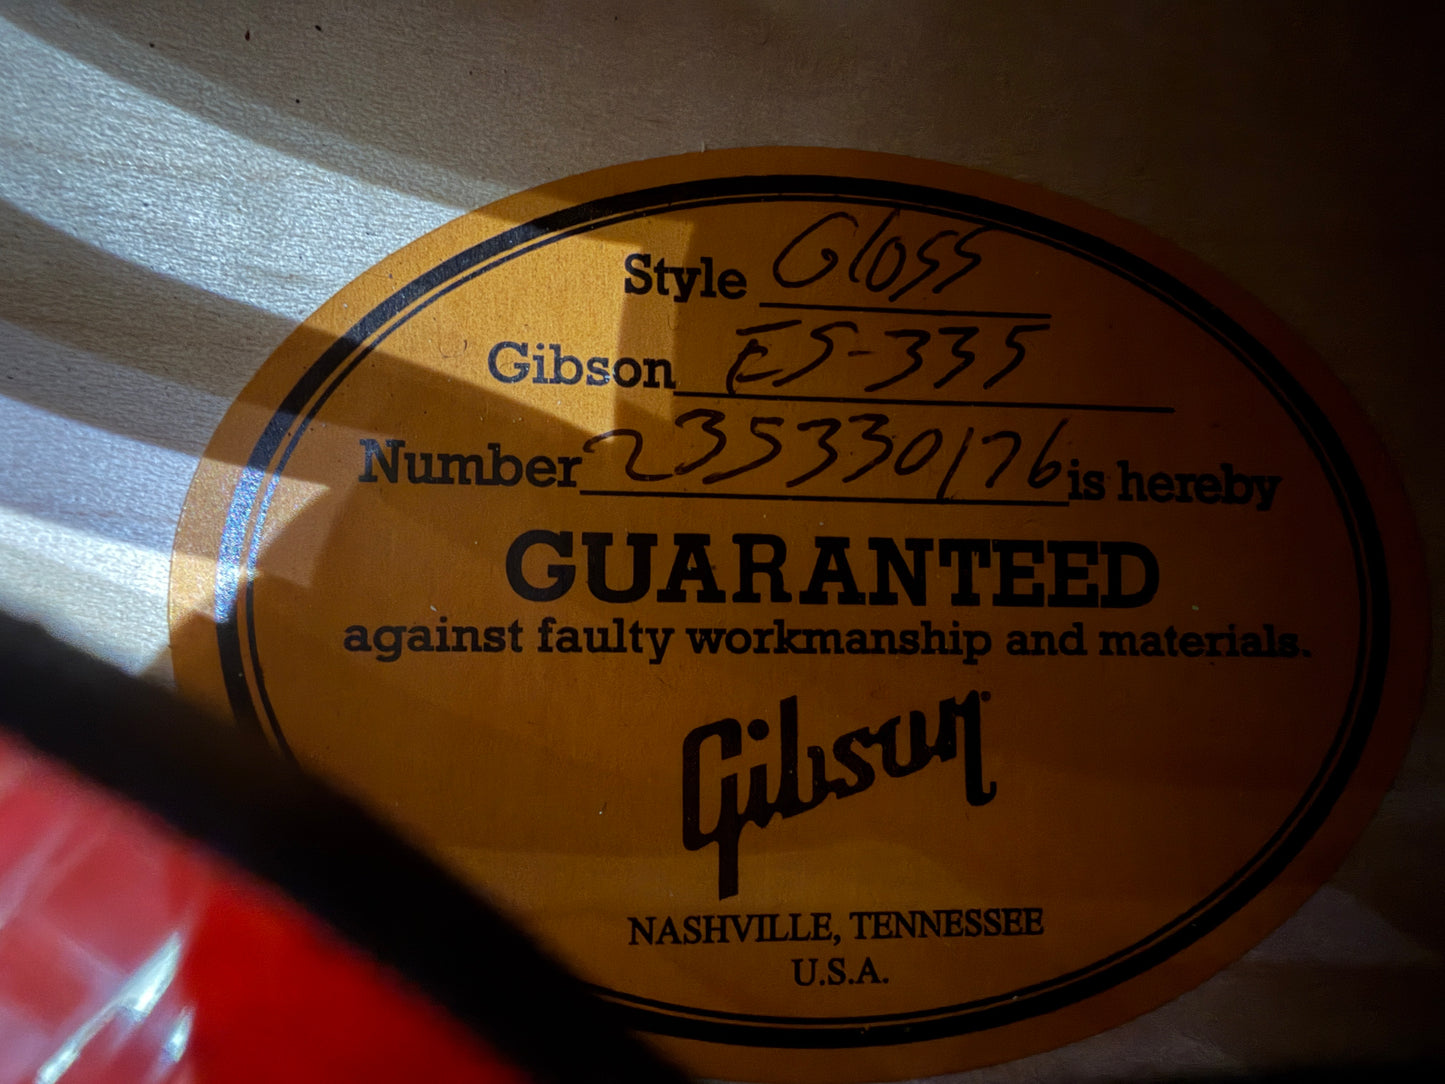 Style Gloss
Gibson ES-335
Number 235330176 is hereby
GUARANTEED
against faulty workmanship and materials.
Gibson
NASHVILLE, TENNESSEE
U.S.A.